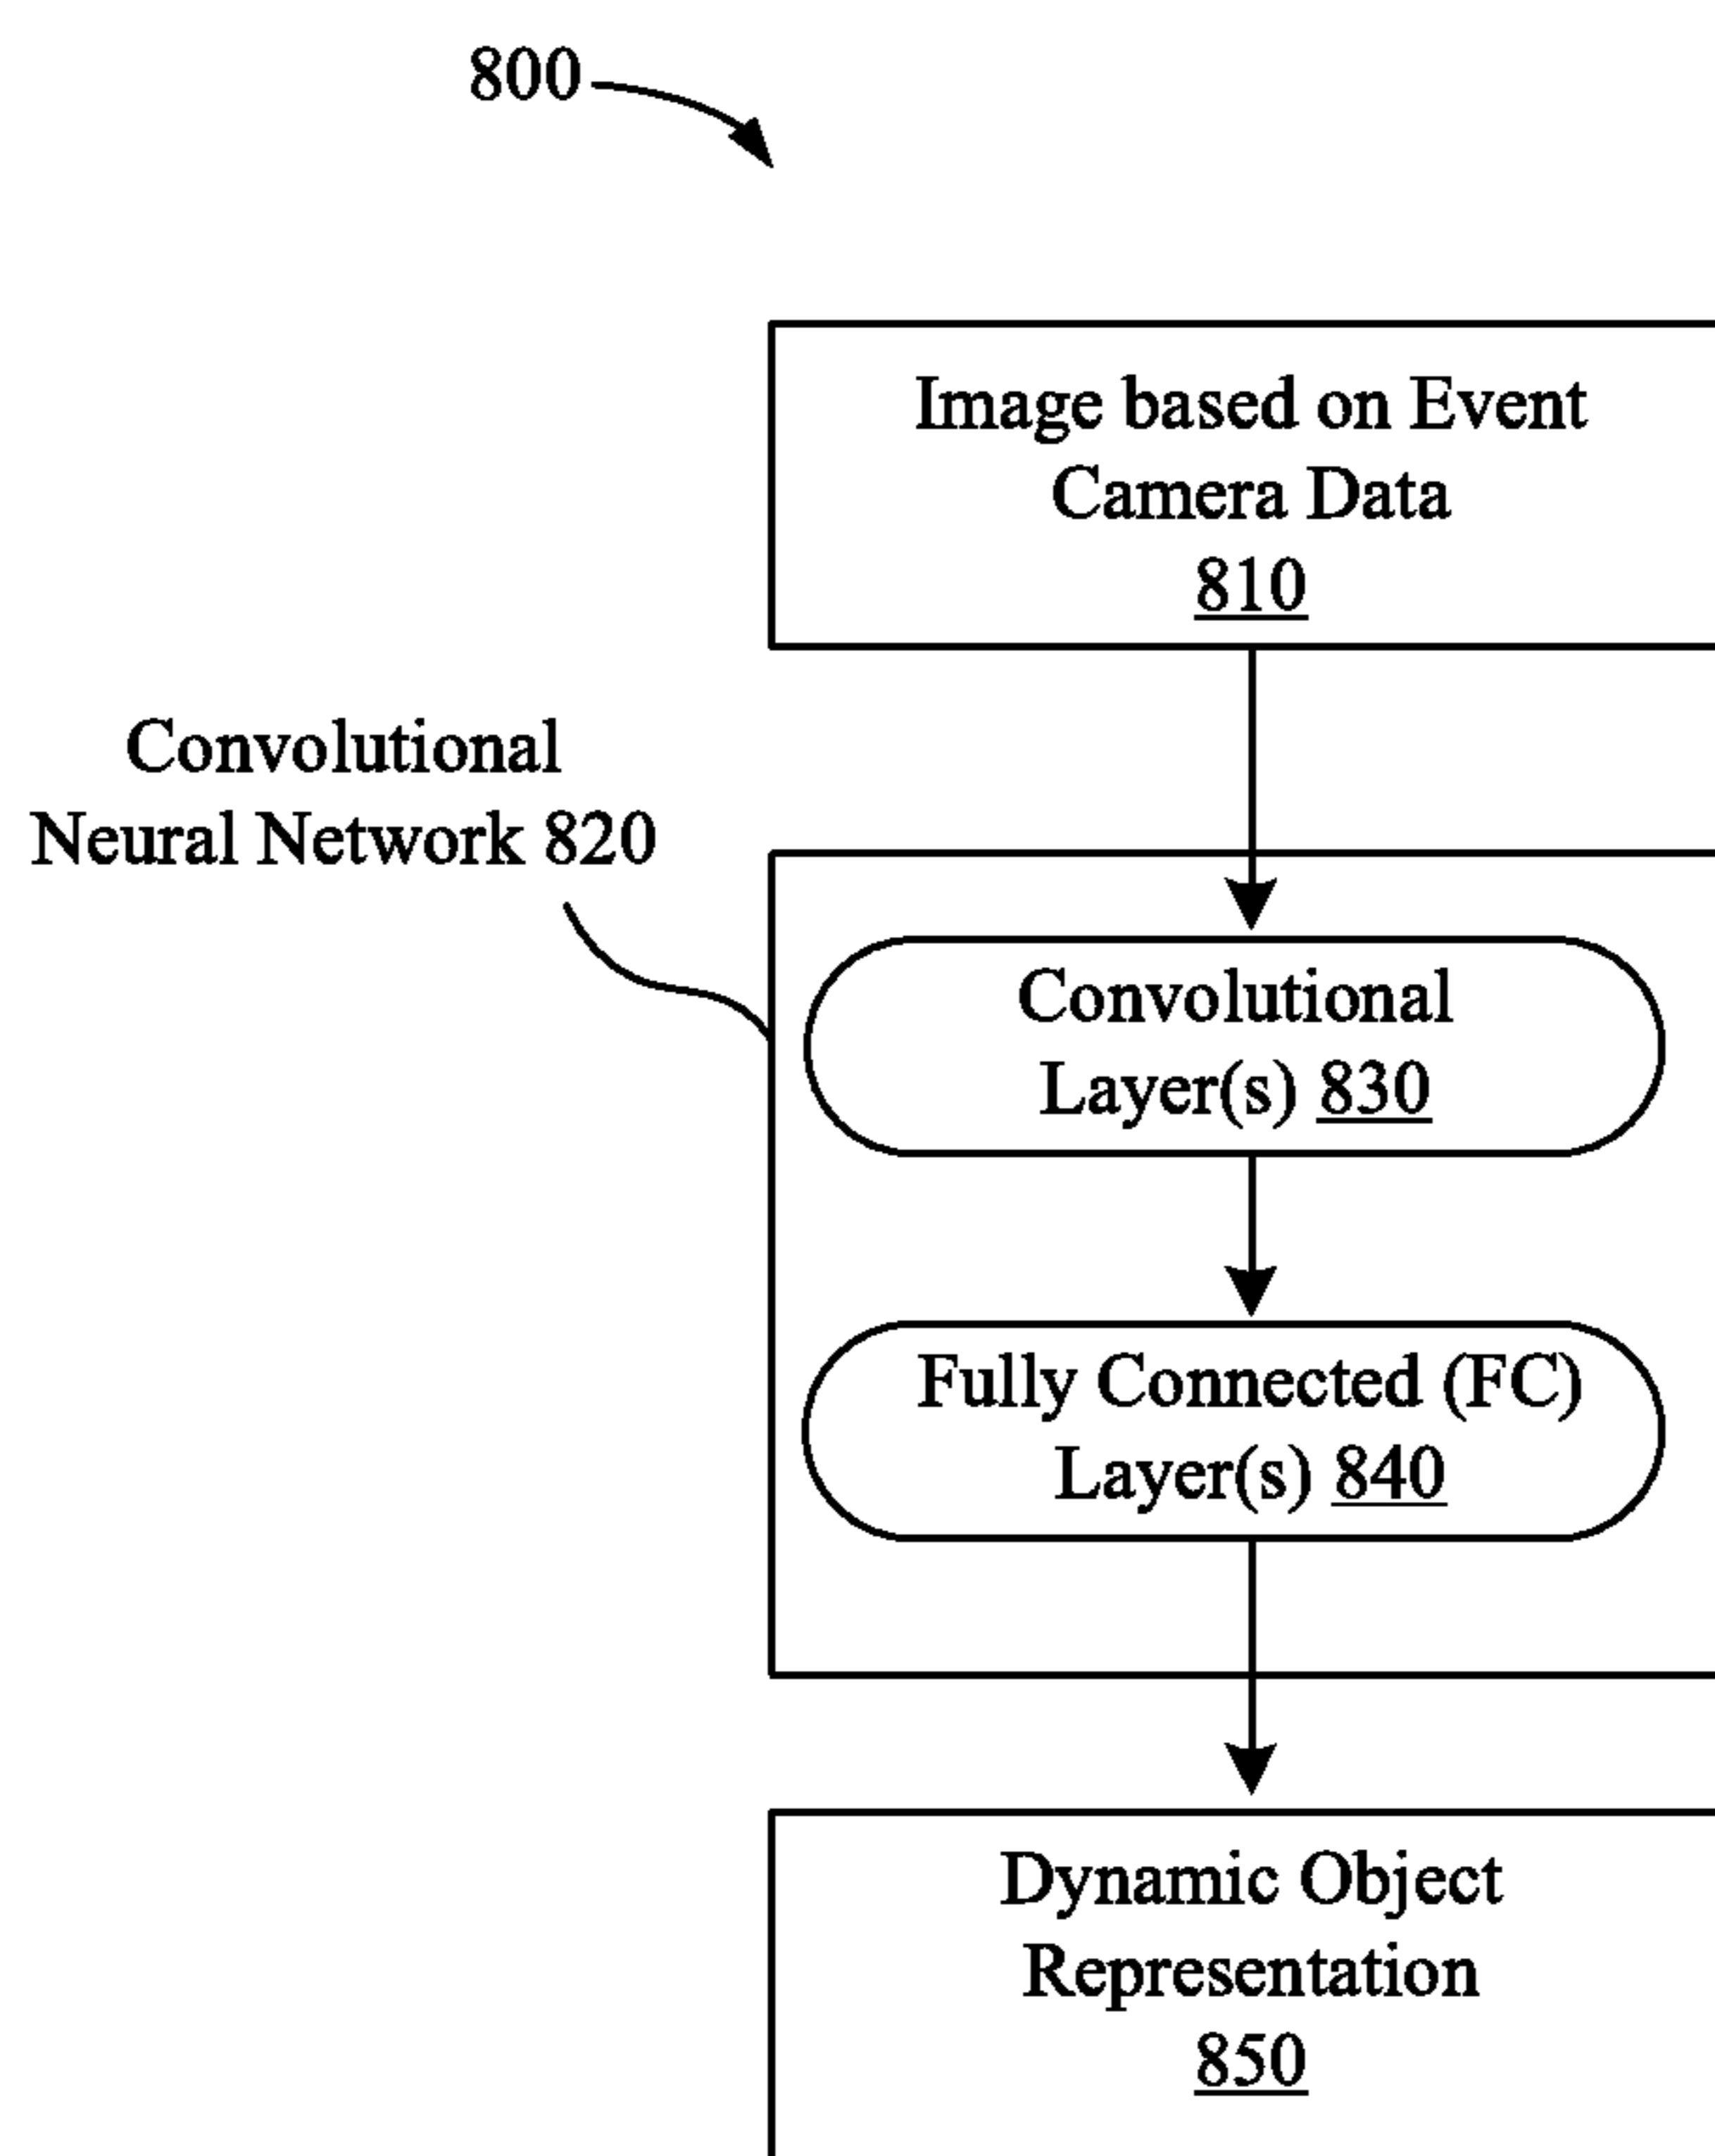 800
Image based on Event
Camera Data
810
Convolutional
Neural Network 820
Convolutional
Layer(s) 830
Fully Connected (FC)
Layer(s) 840
Dynamic Object
Representation
850